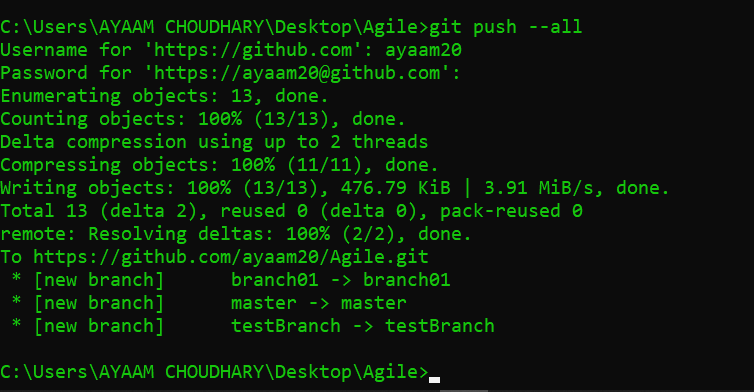 C:\Users\AYAAM CHOUDHARY\Desktop\Agile>git push --all
Username for 'https://github.com': ayaam20
Password for 'https://ayaam20@github.com':
Enumerating objects: 13, done.
Counting objects: 100% (13/13), done.
Delta compression using up to 2 threads
Compressing objects: 100% (11/11), done.
Writing objects: 100% (13/13), 476.79 KiB | 3.91 MiB/s, done.
Total 13 (delta 2), reused 0 (delta 0), pack-reused 0
remote: Resolving deltas: 100% (2/2), done.
To https://github.com/ayaam20/Agile.git
 * [new branch]      branch01 -> branch01
 * [new branch]      master -> master
 * [new branch]      testBranch -> testBranch
C:\Users\AYAAM CHOUDHARY\Desktop\Agile>